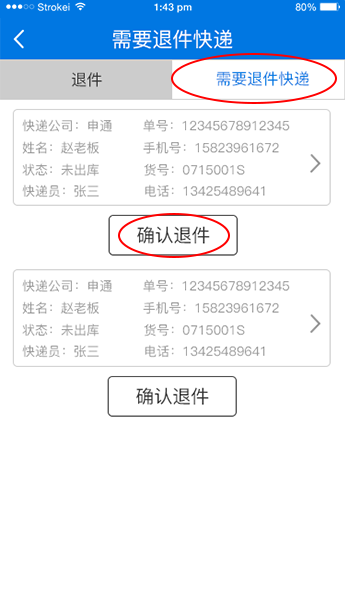 Strokei 1:43 pm 80%
需要退件快递
退件 需要退件快递
快递公司：申通 单号：12345678912345
姓名：赵老板 手机号：15823961672
状态：未出库 货号：0715001S
快递员：张三 电话：13425489641
确认退件
快递公司：申通 单号：12345678912345
姓名：赵老板 手机号：15823961672
状态：未出库 货号：0715001S
快递员：张三 电话：13425489641
确认退件